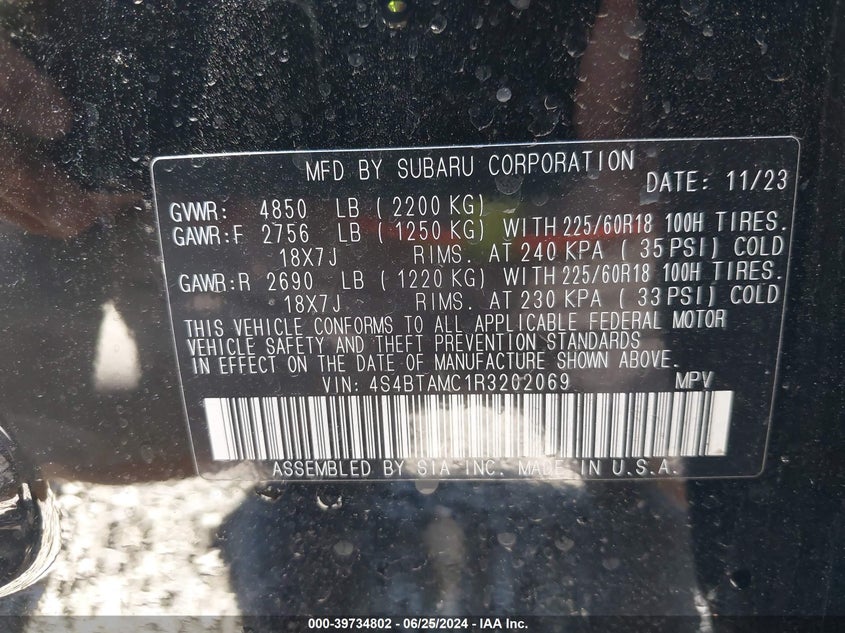 MFD BY SUBARU CORPORATION
DATE: 11/23
GVWR: 4850 LB ( 2200 KG)
GAWR:F 2756 LB ( 1250 KG) WITH 225/60R18 100H TIRES.
18X7J RIMS. AT 240 KPA ( 35 PSI) COLD
GAWR:R 2690 LB ( 1220 KG) WITH 225/60R18 100H TIRES.
18X7J RIMS. AT 230 KPA ( 33 PSI) COLD
THIS VEHICLE CONFORMS TO ALL APPLICABLE FEDERAL MOTOR
VEHICLE SAFETY AND THEFT PREVENTION STANDARDS
IN EFFECT ON THE DATE OF MANUFACTURE SHOWN ABOVE.
VIN: 4S4BTAMC1R3202069 MPV
ASSEMBLED BY SIA INC. MADE IN U.S.A.
000-39734802 - 06/25/2024 - IAA Inc.